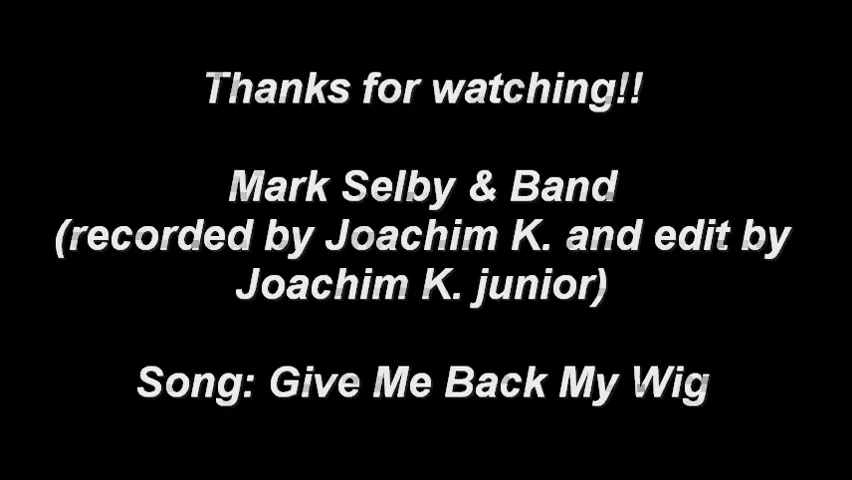 Thanks for watching!!
Mark Selby & Band
(recorded by Joachim K. and edit by
Joachim K. junior)
Song: Give Me Back My Wig